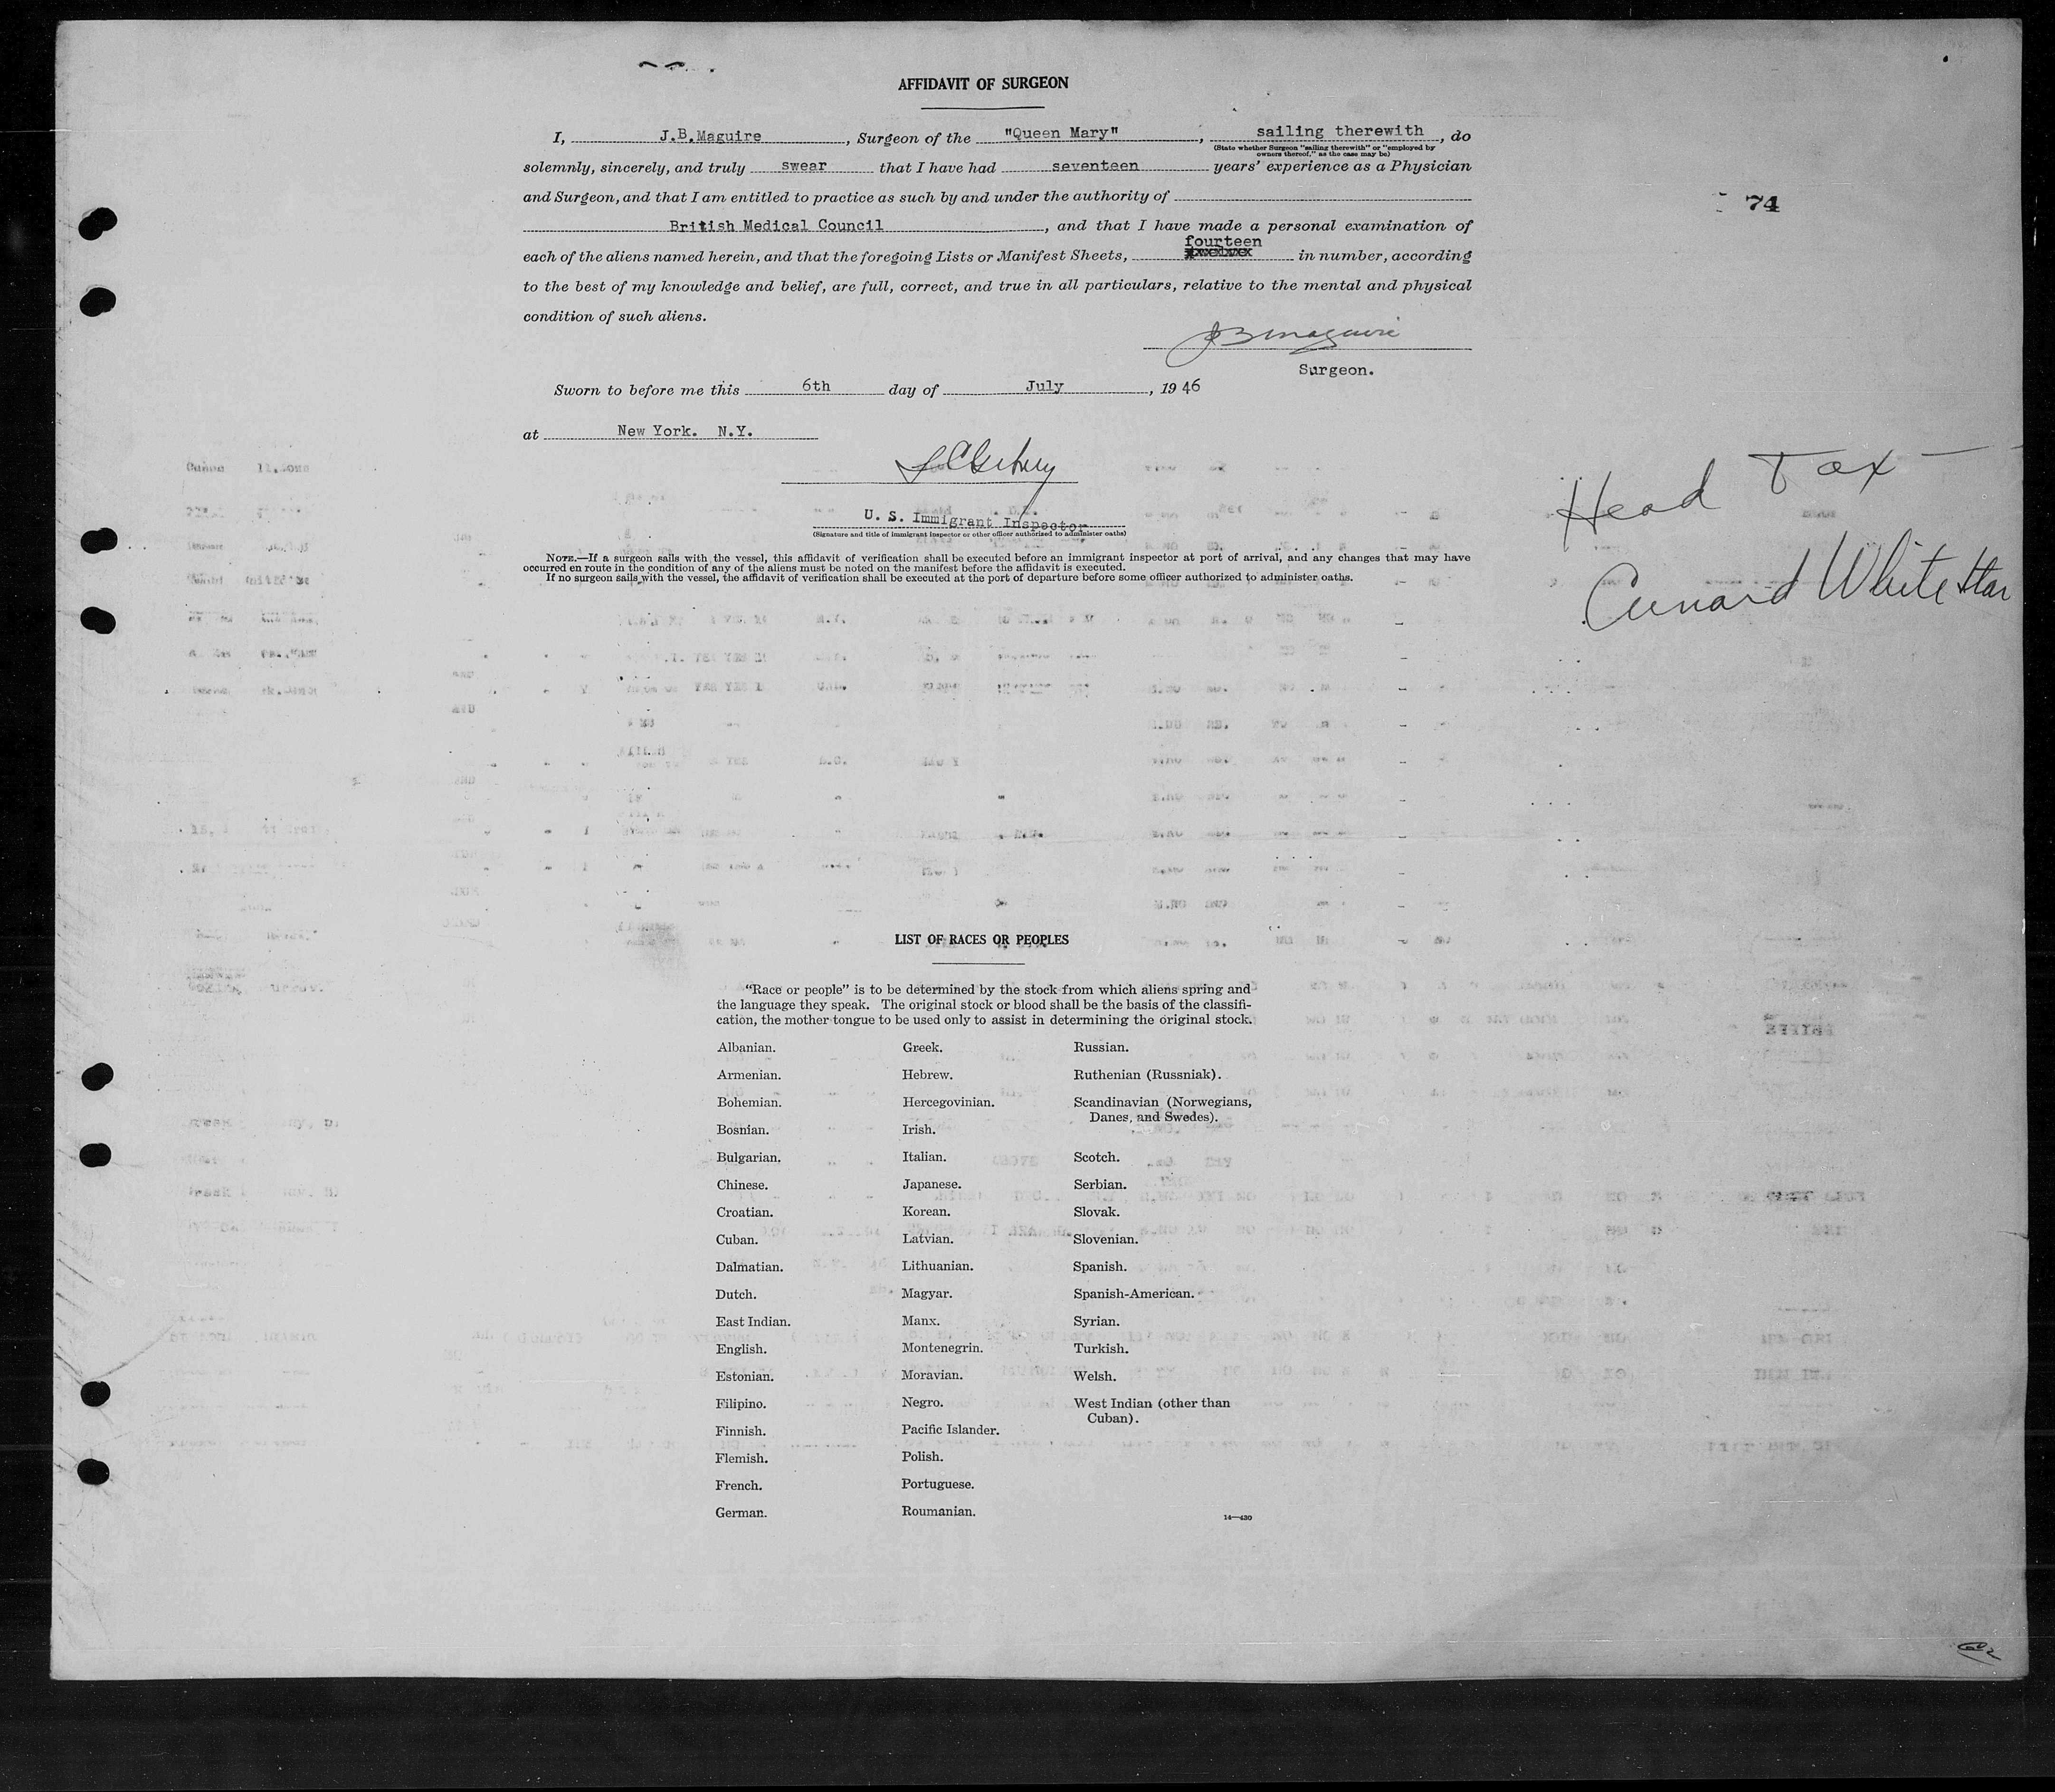 AFFIDAVIT OF SURGEON
I, J.B.Maguire, Surgeon of the "Queen Mary", sailing therewith, do
(State whether Surgeon "sailing therewith" or "employed by
owners thereof," as the case may be)
solemnly, sincerely, and truly swear that I have had seventeen years' experience as a Physician
and Surgeon, and that I am entitled to practice as such by and under the authority of
British Medical Council, and that I have made a personal examination of
fourteen
each of the aliens named herein, and that the foregoing Lists or Manifest Sheets, in number, according
to the best of my knowledge and belief, are full, correct, and true in all particulars, relative to the mental and physical
condition of such aliens.
JBMaguire
Surgeon.
Sworn to before me this 6th day of July, 1946
at New York. N.Y.
U. S. Immigrant Inspector
(Signature and title of immigrant inspector or other officer authorized to administer oaths)
NOTE.—If a surgeon sails with the vessel, this affidavit of verification shall be executed before an immigrant inspector at port of arrival, and any changes that may have
occurred en route in the condition of any of the aliens must be noted on the manifest before the affidavit is executed.
If no surgeon sails with the vessel, the affidavit of verification shall be executed at the port of departure before some officer authorized to administer oaths.
74
Head Tax —
Cunard White Star
LIST OF RACES OR PEOPLES
"Race or people" is to be determined by the stock from which aliens spring and
the language they speak. The original stock or blood shall be the basis of the classifi-
cation, the mother tongue to be used only to assist in determining the original stock.
Albanian.
Armenian.
Bohemian.
Bosnian.
Bulgarian.
Chinese.
Croatian.
Cuban.
Dalmatian.
Dutch.
East Indian.
English.
Estonian.
Filipino.
Finnish.
Flemish.
French.
German.
Greek.
Hebrew.
Hercegovinian.
Irish.
Italian.
Japanese.
Korean.
Latvian.
Lithuanian.
Magyar.
Manx.
Montenegrin.
Moravian.
Negro.
Pacific Islander.
Polish.
Portuguese.
Roumanian.
Russian.
Ruthenian (Russniak).
Scandinavian (Norwegians,
Danes, and Swedes).
Scotch.
Serbian.
Slovak.
Slovenian.
Spanish.
Spanish-American.
Syrian.
Turkish.
Welsh.
West Indian (other than
Cuban).
14—430